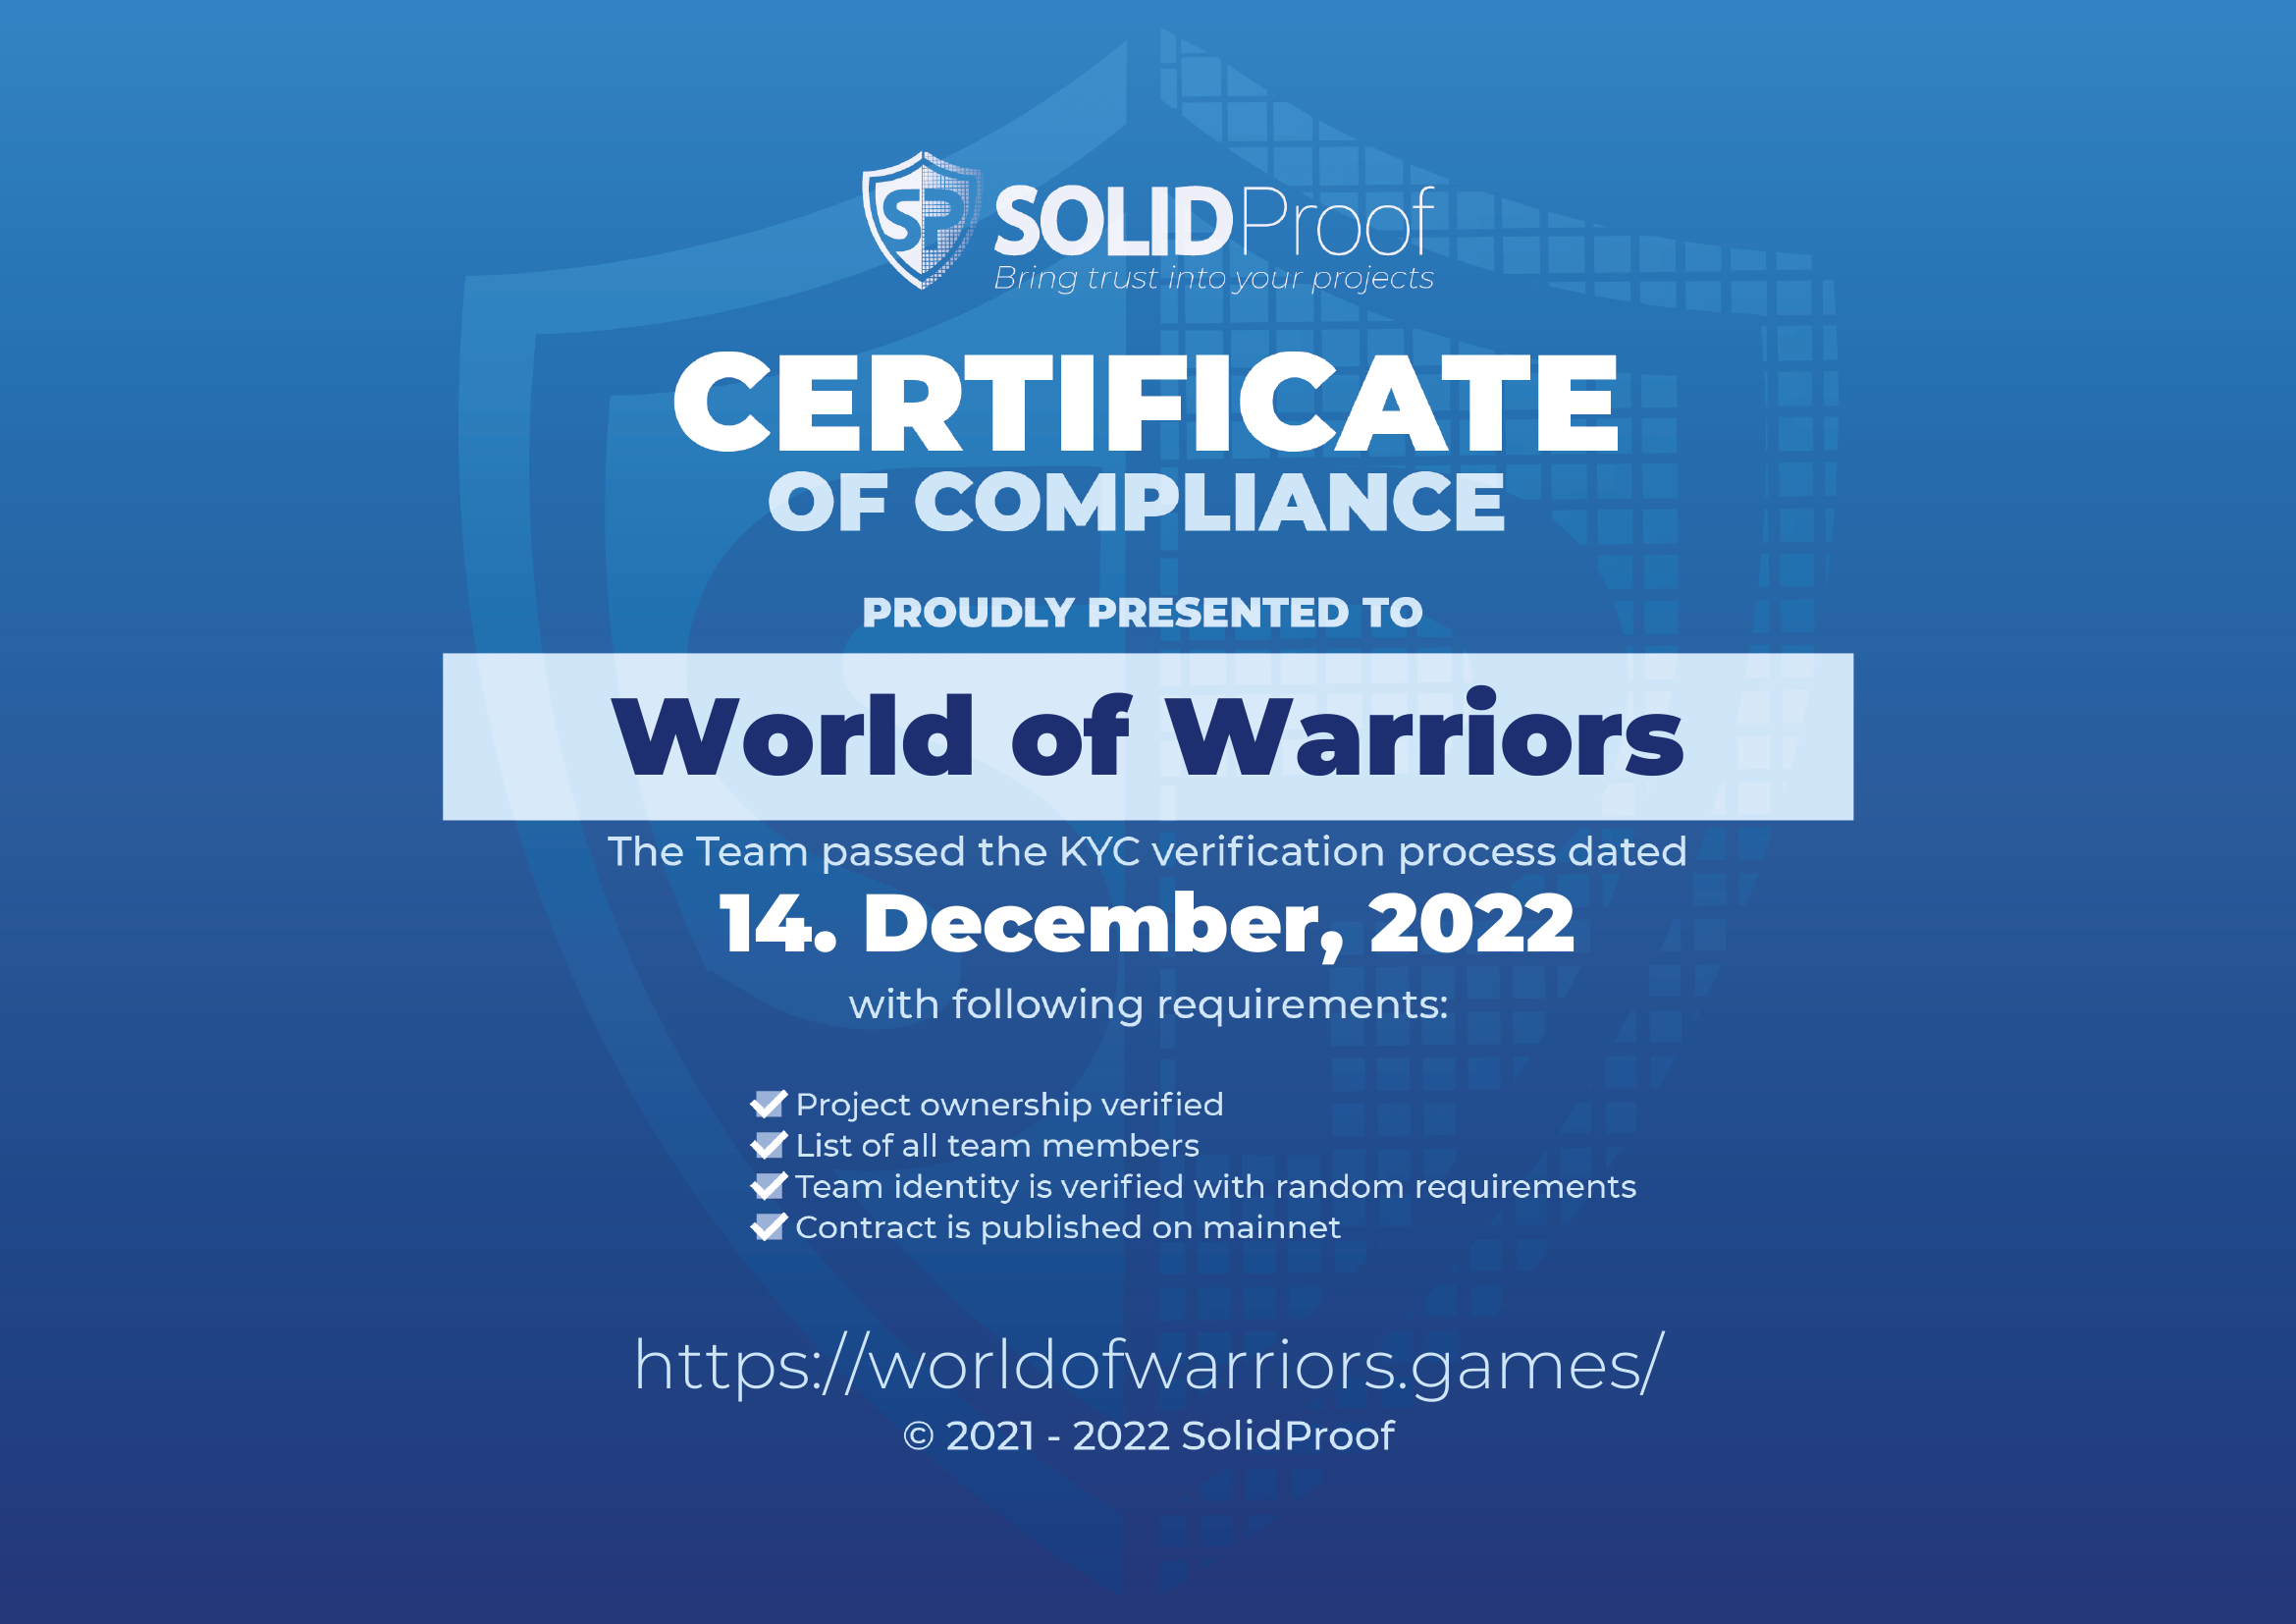 SP SOLIDProof
Bring trust into your projects
CERTIFICATE
OF COMPLIANCE
PROUDLY PRESENTED TO
World of Warriors
The Team passed the KYC verification process dated
14. December, 2022
with following requirements:
Project ownership verified
List of all team members
Team identity is verified with random requirements
Contract is published on mainnet
https://worldofwarriors.games/
© 2021 - 2022 SolidProof